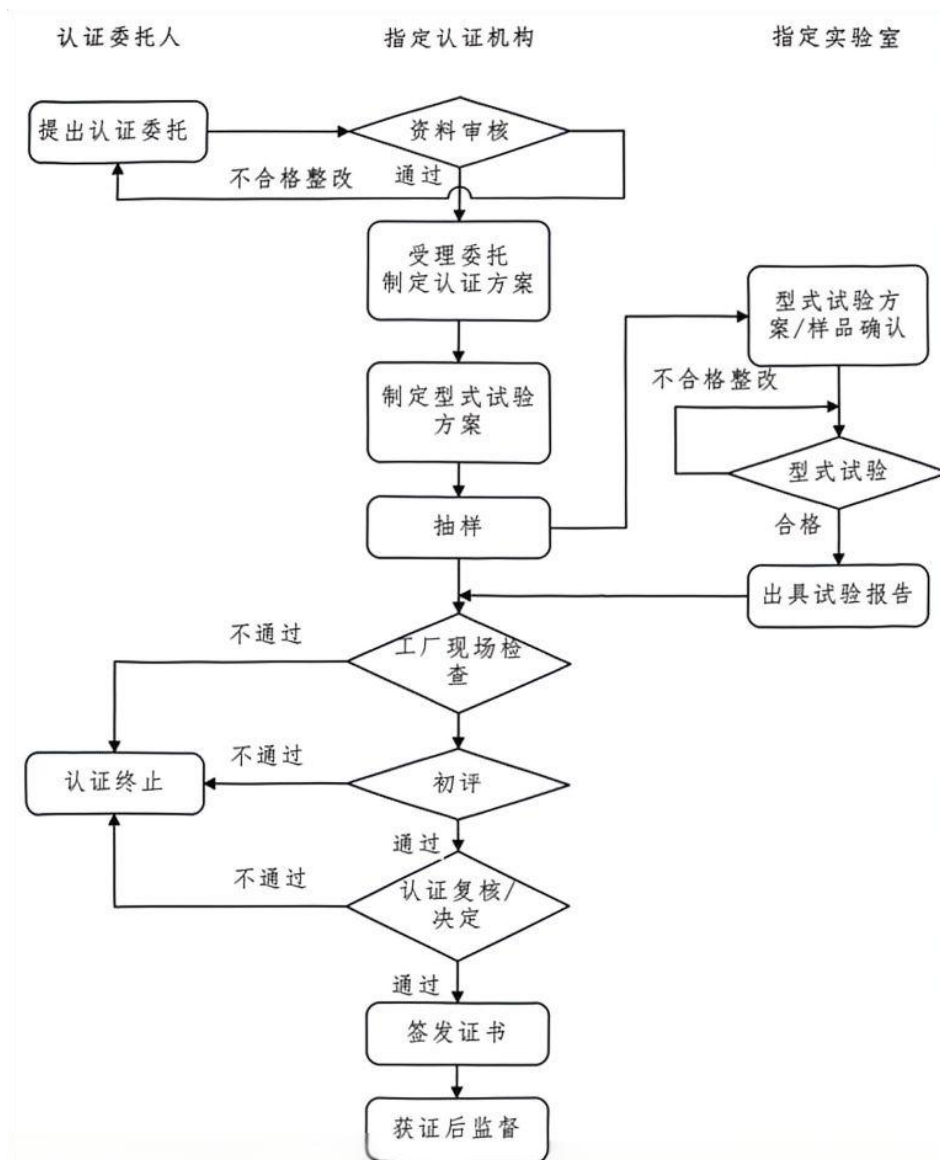 认证委托人 指定认证机构 指定实验室
提出认证委托
资料审核
不合格整改
通过
受理委托
制定认证方案
型式试验方
案/样品确认
制定型式试验
方案
不合格整改
型式试验
抽样
合格
出具试验报告
不通过
工厂现场检
查
不通过
认证终止
初评
通过
不通过
认证复核/
决定
通过
签发证书
获证后监督